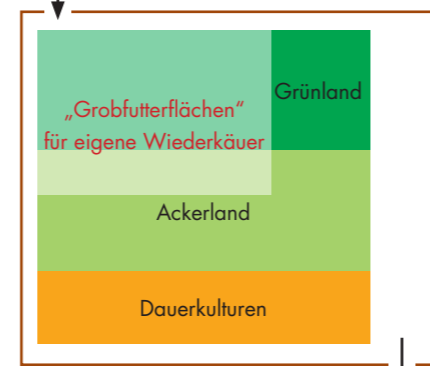 Grünland
„Grobfutterflächen“
für eigene Wiederkäuer
Ackerland
Dauerkulturen